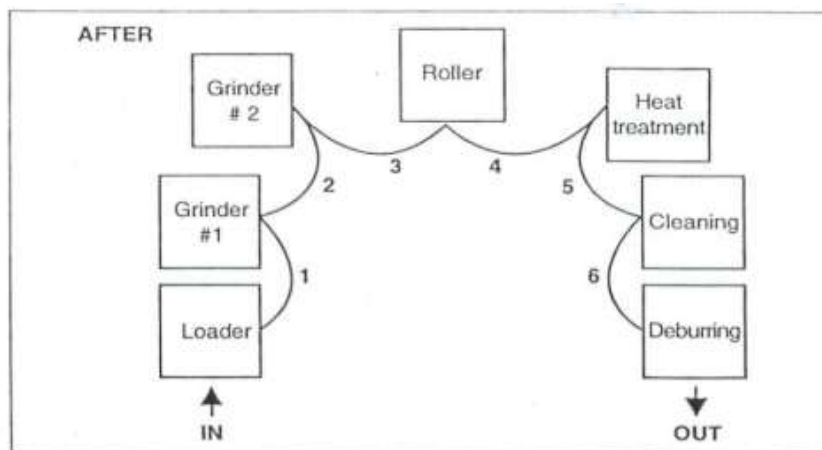 AFTER
Grinder
# 2
Roller
Heat
treatment
2
3
4
5
Grinder
#1
Cleaning
1
6
Loader
Deburring
IN
OUT